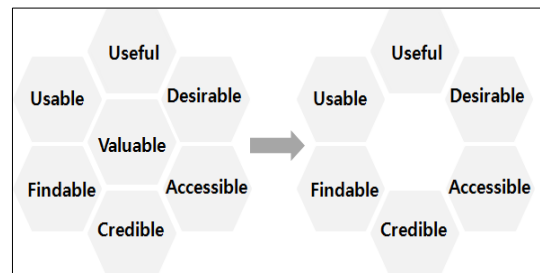 Useful
Usable
Desirable
Valuable
Findable
Accessible
Credible
Useful
Usable
Desirable
Findable
Accessible
Credible